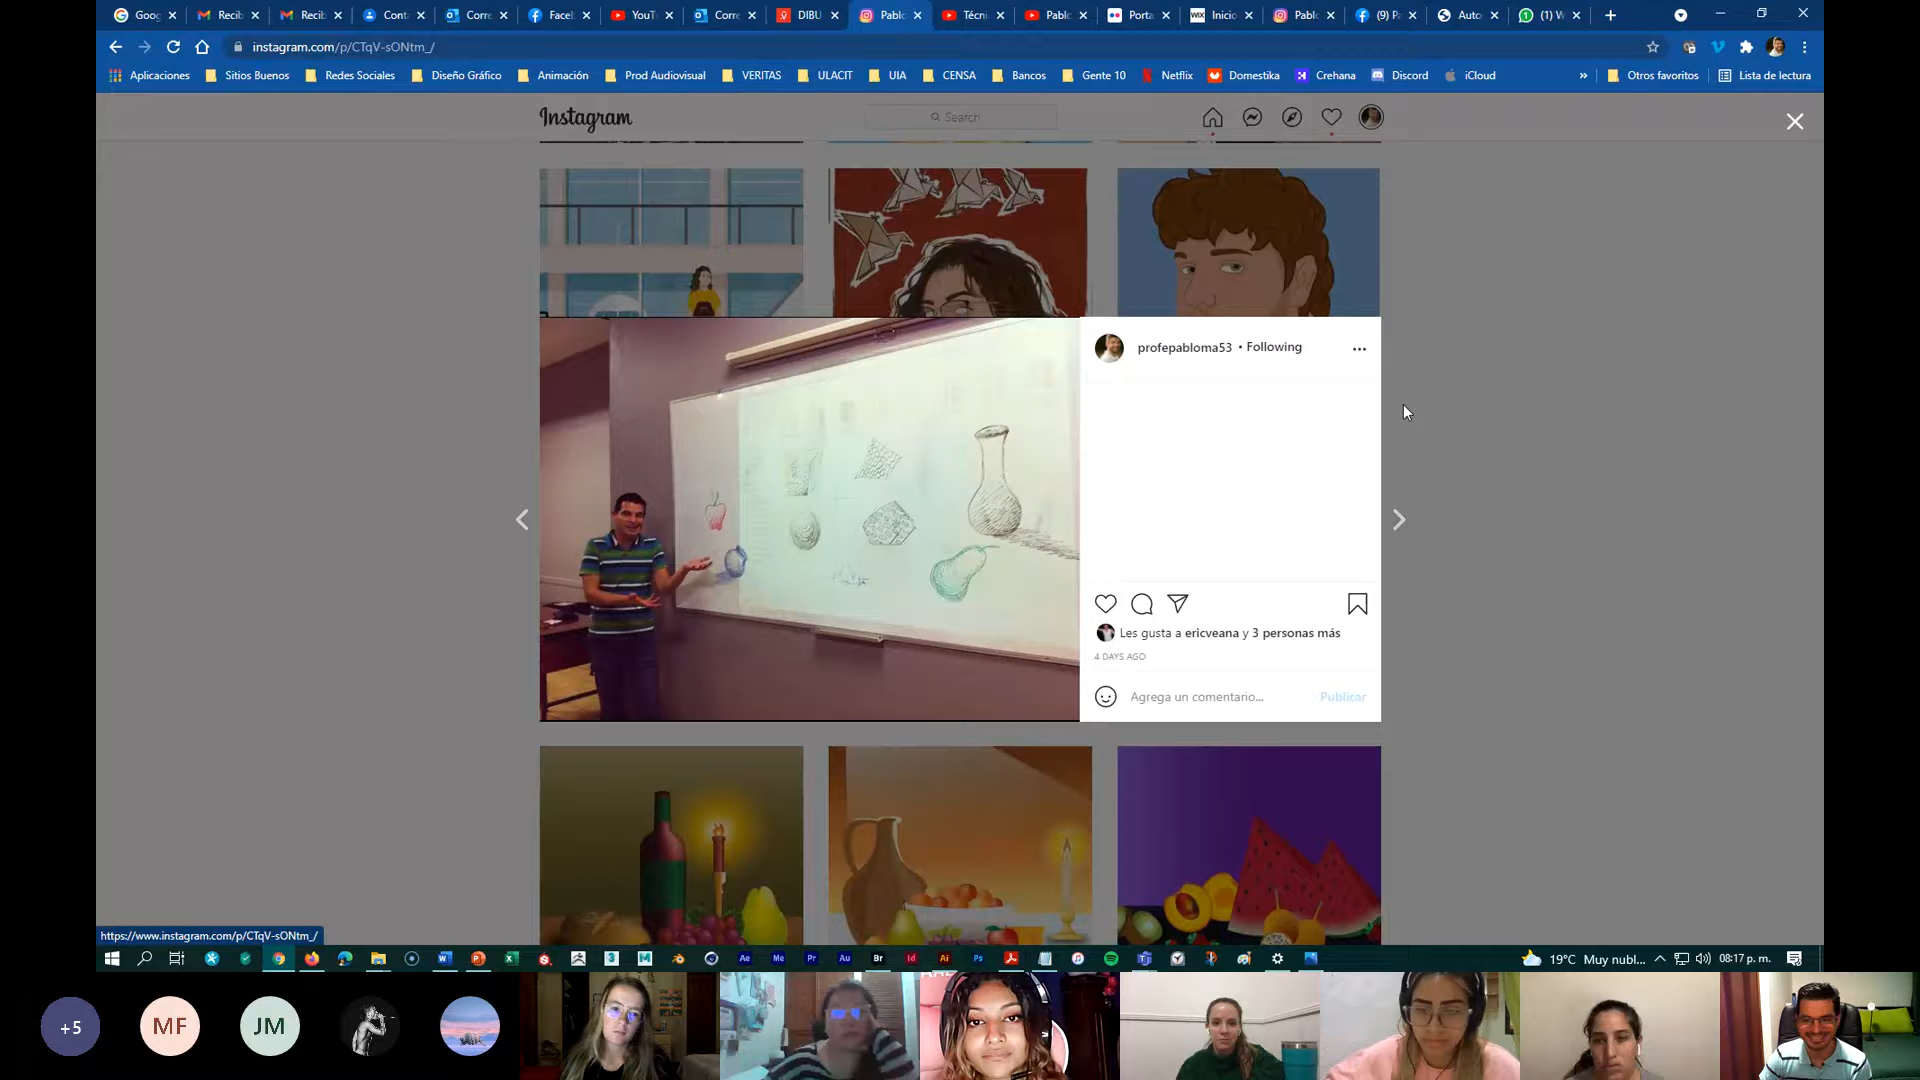 Goog
Recib
Recib
Cont
Corre
Facel
YouT
Corre
DIBU
Pablo
Técni
Pablo
Porta
WIX Inicio
Pablo
(9) Pa
Auto
(1) W
instagram.com/p/CTqV-sONtm_/
Aplicaciones
Sitios Buenos
Redes Sociales
Diseño Gráfico
Animación
Prod Audiovisual
VERITAS
ULACIT
UIA
CENSA
Bancos
Gente 10
Netflix
Domestika
Crehana
Discord
iCloud
»
Otros favoritos
Lista de lectura
Instagram
Search
profepabloma53 • Following
Les gusta a ericveana y 3 personas más
4 DAYS AGO
Agrega un comentario... Publicar
https://www.instagram.com/p/CTqV-sONtm_/
19°C Muy nubl... 08:17 p. m.
+5
MF
JM